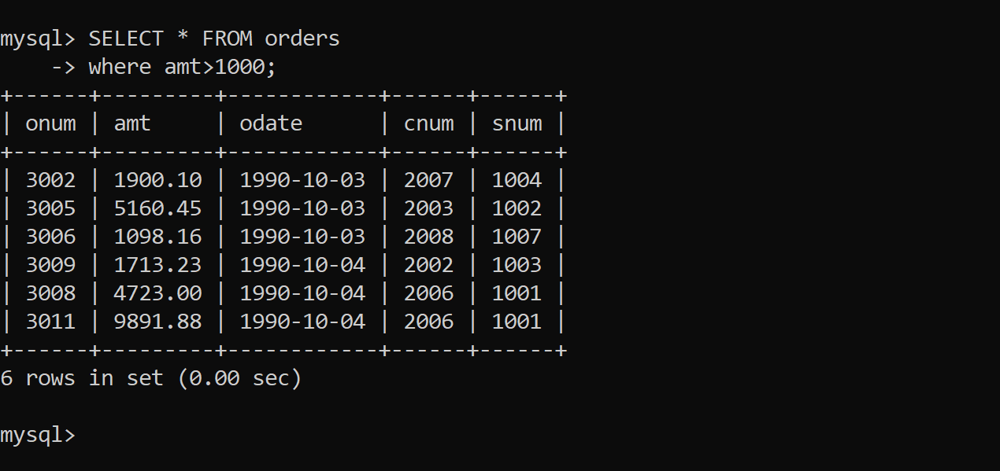 mysql> SELECT * FROM orders
    -> where amt>1000;
+------+---------+------------+------+------+
| onum | amt     | odate      | cnum | snum |
+------+---------+------------+------+------+
| 3002 | 1900.10 | 1990-10-03 | 2007 | 1004 |
| 3005 | 5160.45 | 1990-10-03 | 2003 | 1002 |
| 3006 | 1098.16 | 1990-10-03 | 2008 | 1007 |
| 3009 | 1713.23 | 1990-10-04 | 2002 | 1003 |
| 3008 | 4723.00 | 1990-10-04 | 2006 | 1001 |
| 3011 | 9891.88 | 1990-10-04 | 2006 | 1001 |
+------+---------+------------+------+------+
6 rows in set (0.00 sec)
mysql>